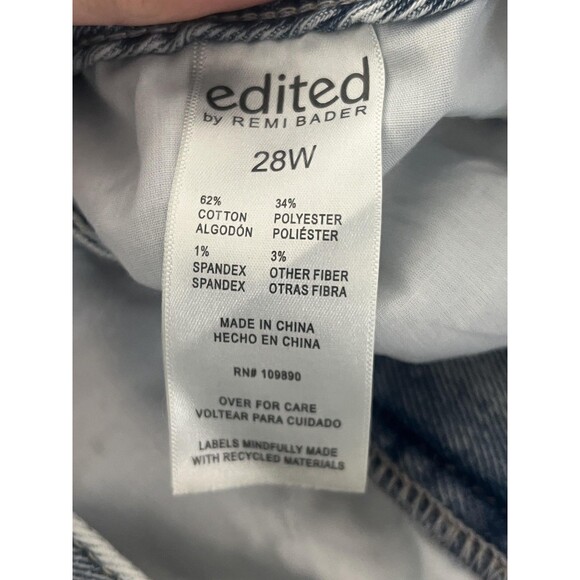 edited
by REMI BADER
28W
62% 34%
COTTON POLYESTER
ALGODÓN POLIÉSTER
1% 3%
SPANDEX OTHER FIBER
SPANDEX OTRAS FIBRA
MADE IN CHINA
HECHO EN CHINA
RN# 109890
OVER FOR CARE
VOLTEAR PARA CUIDADO
LABELS MINDFULLY MADE
WITH RECYCLED MATERIALS